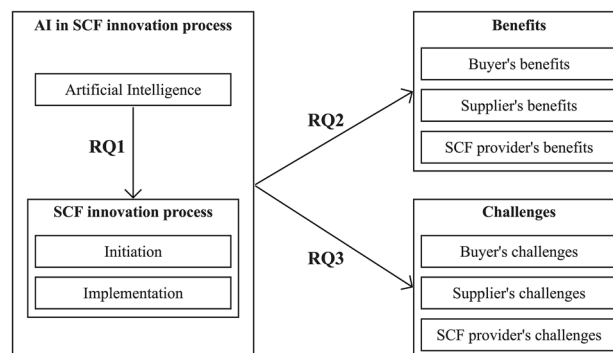 AI in SCF innovation process
Artificial Intelligence
RQ1
SCF innovation process
Initiation
Implementation
RQ2
RQ3
Benefits
Buyer's benefits
Supplier's benefits
SCF provider's benefits
Challenges
Buyer's challenges
Supplier's challenges
SCF provider's challenges